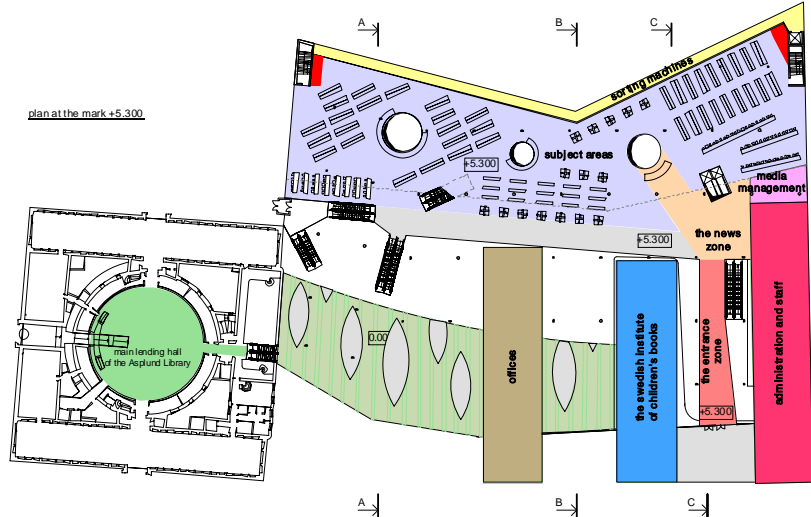 A
B
C
plan at the mark +5.300
sorting machines
subject areas
+5.300
media
management
+5.300
the news
zone
0.00
main lending hall
of the Asplund Library
offices
the swedish institute
of children's books
the entrance
zone
administration and staff
+5.300
A
B
C